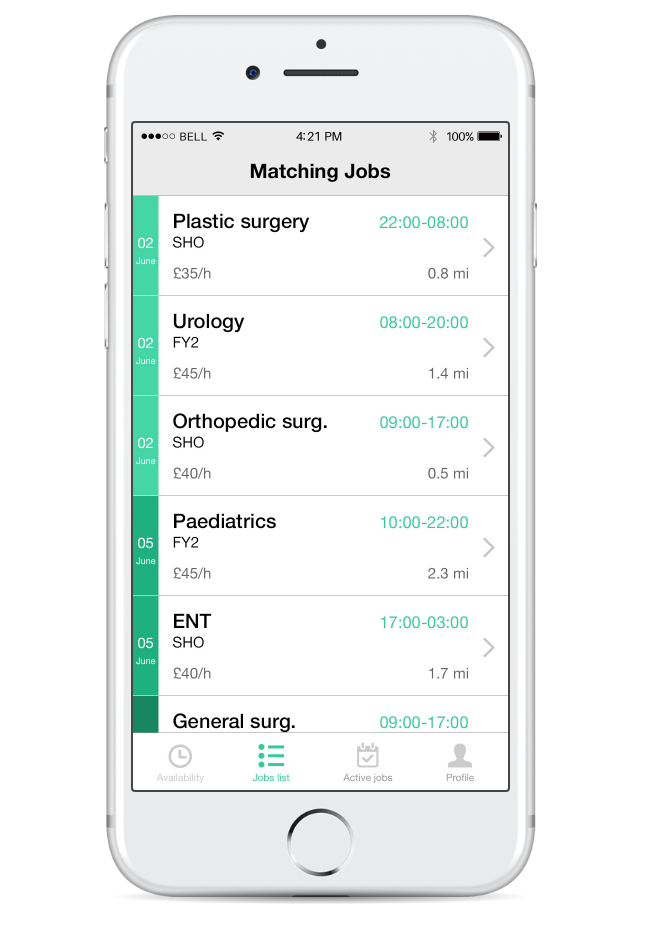 BELL 4:21 PM 100%
Matching Jobs
Plastic surgery 22:00-08:00
02 SHO
June
£35/h 0.8 mi
Urology 08:00-20:00
02 FY2
June
£45/h 1.4 mi
Orthopedic surg. 09:00-17:00
02 SHO
June
£40/h 0.5 mi
Paediatrics 10:00-22:00
05 FY2
June
£45/h 2.3 mi
ENT 17:00-03:00
05 SHO
June
£40/h 1.7 mi
General surg. 09:00-17:00
Availability Jobs list Active jobs Profile